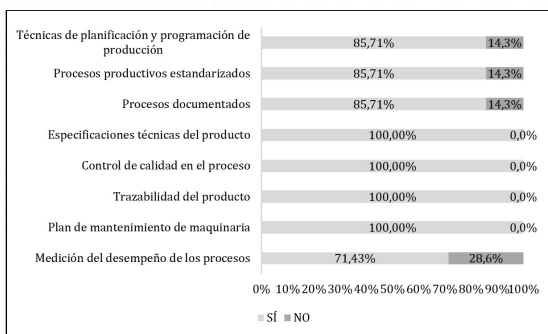 Técnicas de planificación y programación de
producción
85,71%
14,3%
Procesos productivos estandarizados
85,71%
14,3%
Procesos documentados
85,71%
14,3%
Especificaciones técnicas del producto
100,00%
0,0%
Control de calidad en el proceso
100,00%
0,0%
Trazabilidad del producto
100,00%
0,0%
Plan de mantenimiento de maquinaria
100,00%
0,0%
Medición del desempeño de los procesos
71,43%
28,6%
0% 10% 20% 30% 40% 50% 60% 70% 80% 90% 100%
SÍ NO